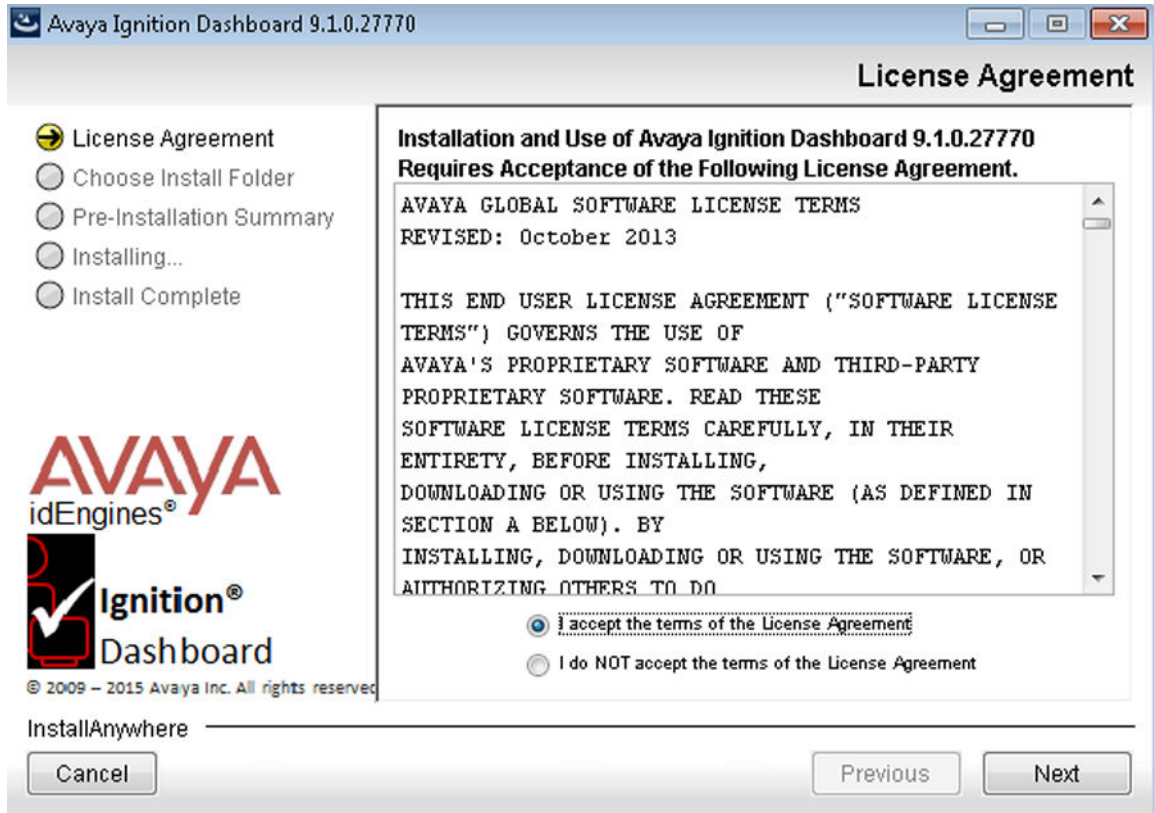 Avaya Ignition Dashboard 9.1.0.27770
License Agreement
License Agreement
Choose Install Folder
Pre-Installation Summary
Installing...
Install Complete
AVAYA
idEngines®
Ignition®
Dashboard
© 2009 – 2015 Avaya Inc. All rights reserved
Installation and Use of Avaya Ignition Dashboard 9.1.0.27770
Requires Acceptance of the Following License Agreement.
AVAYA GLOBAL SOFTWARE LICENSE TERMS
REVISED: October 2013
THIS END USER LICENSE AGREEMENT ("SOFTWARE LICENSE
TERMS") GOVERNS THE USE OF
AVAYA'S PROPRIETARY SOFTWARE AND THIRD-PARTY
PROPRIETARY SOFTWARE. READ THESE
SOFTWARE LICENSE TERMS CAREFULLY, IN THEIR
ENTIRETY, BEFORE INSTALLING,
DOWNLOADING OR USING THE SOFTWARE (AS DEFINED IN
SECTION A BELOW). BY
INSTALLING, DOWNLOADING OR USING THE SOFTWARE, OR
AUTHORIZING OTHERS TO DO
I accept the terms of the License Agreement
I do NOT accept the terms of the License Agreement
InstallAnywhere
Cancel
Previous
Next